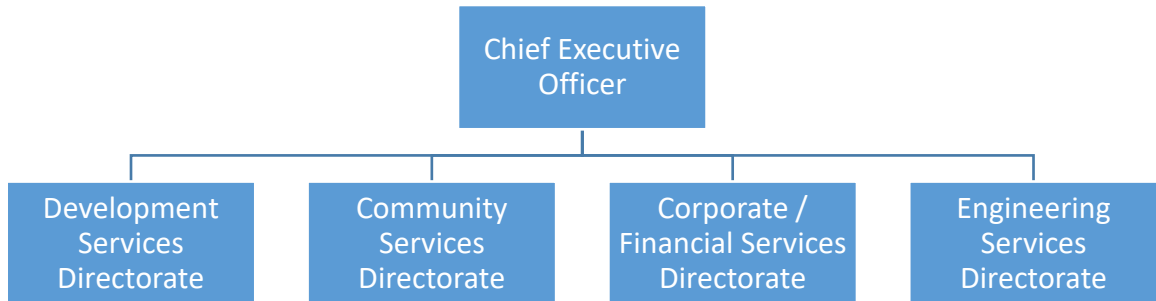 Chief Executive
Officer
Development
Services
Directorate
Community
Services
Directorate
Corporate /
Financial Services
Directorate
Engineering
Services
Directorate